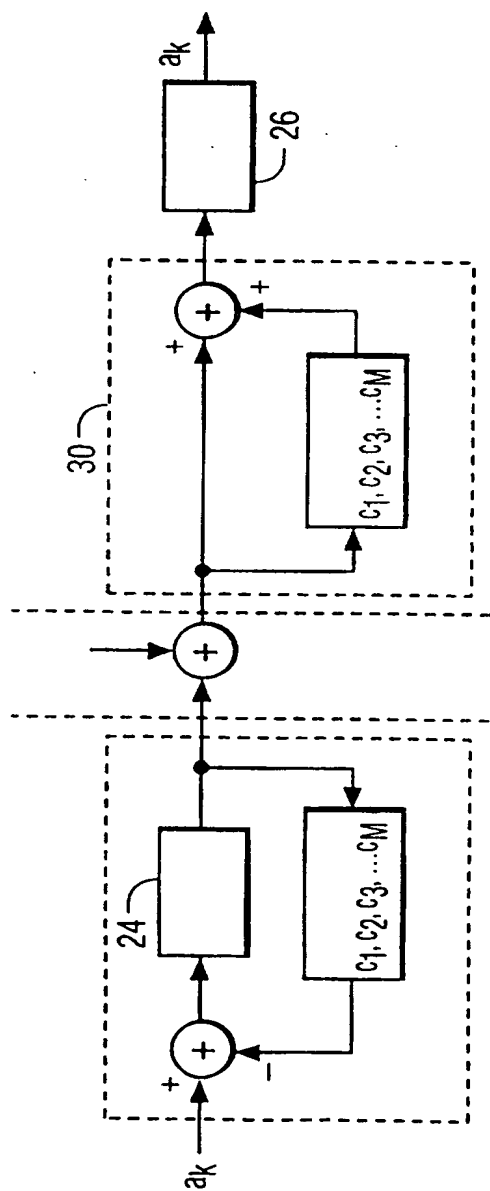 a_k
+
+
−
24
c_1, c_2, c_3, ...c_M
+
30
+
+
+
c_1, c_2, c_3, ...c_M
26
a_k